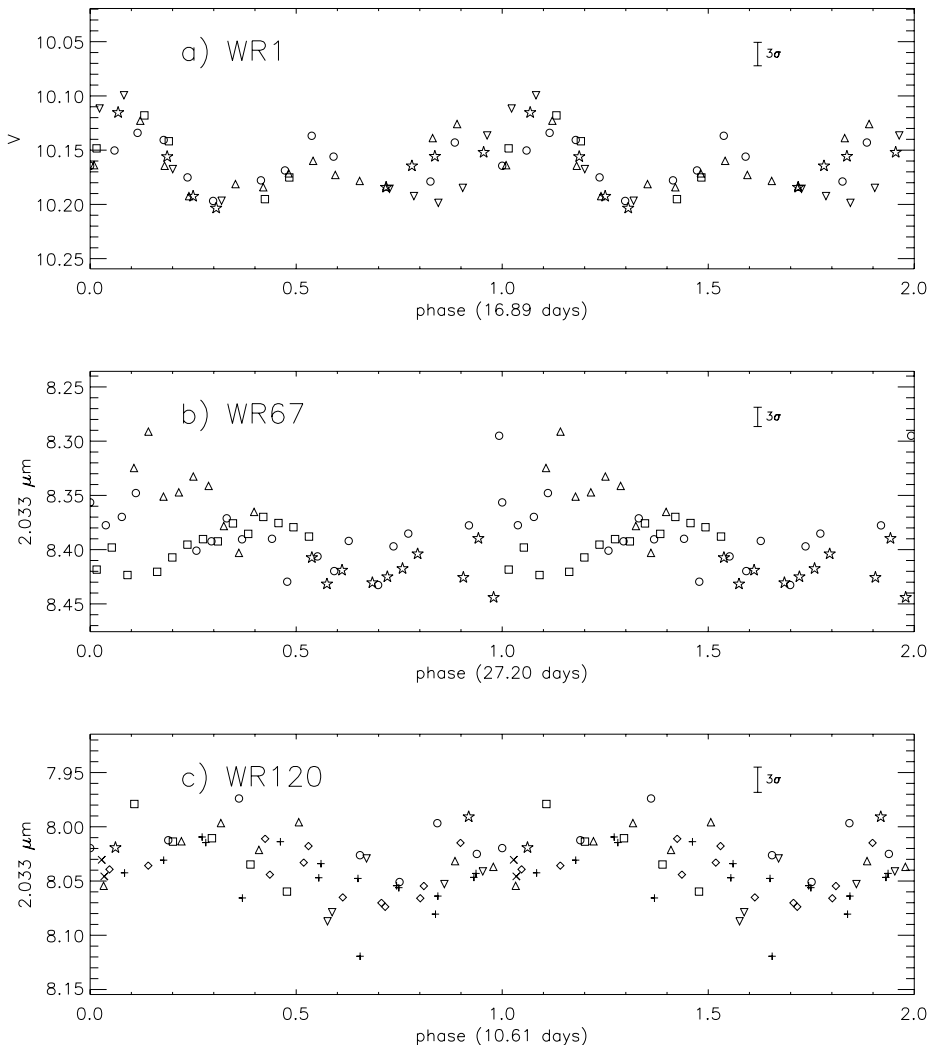 a) WR1
3σ
V
10.05
10.10
10.15
10.20
10.25
0.0 0.5 1.0 1.5 2.0
phase (16.89 days)
b) WR67
3σ
2.033 μm
8.25
8.30
8.35
8.40
8.45
0.0 0.5 1.0 1.5 2.0
phase (27.20 days)
c) WR120
3σ
2.033 μm
7.95
8.00
8.05
8.10
8.15
0.0 0.5 1.0 1.5 2.0
phase (10.61 days)